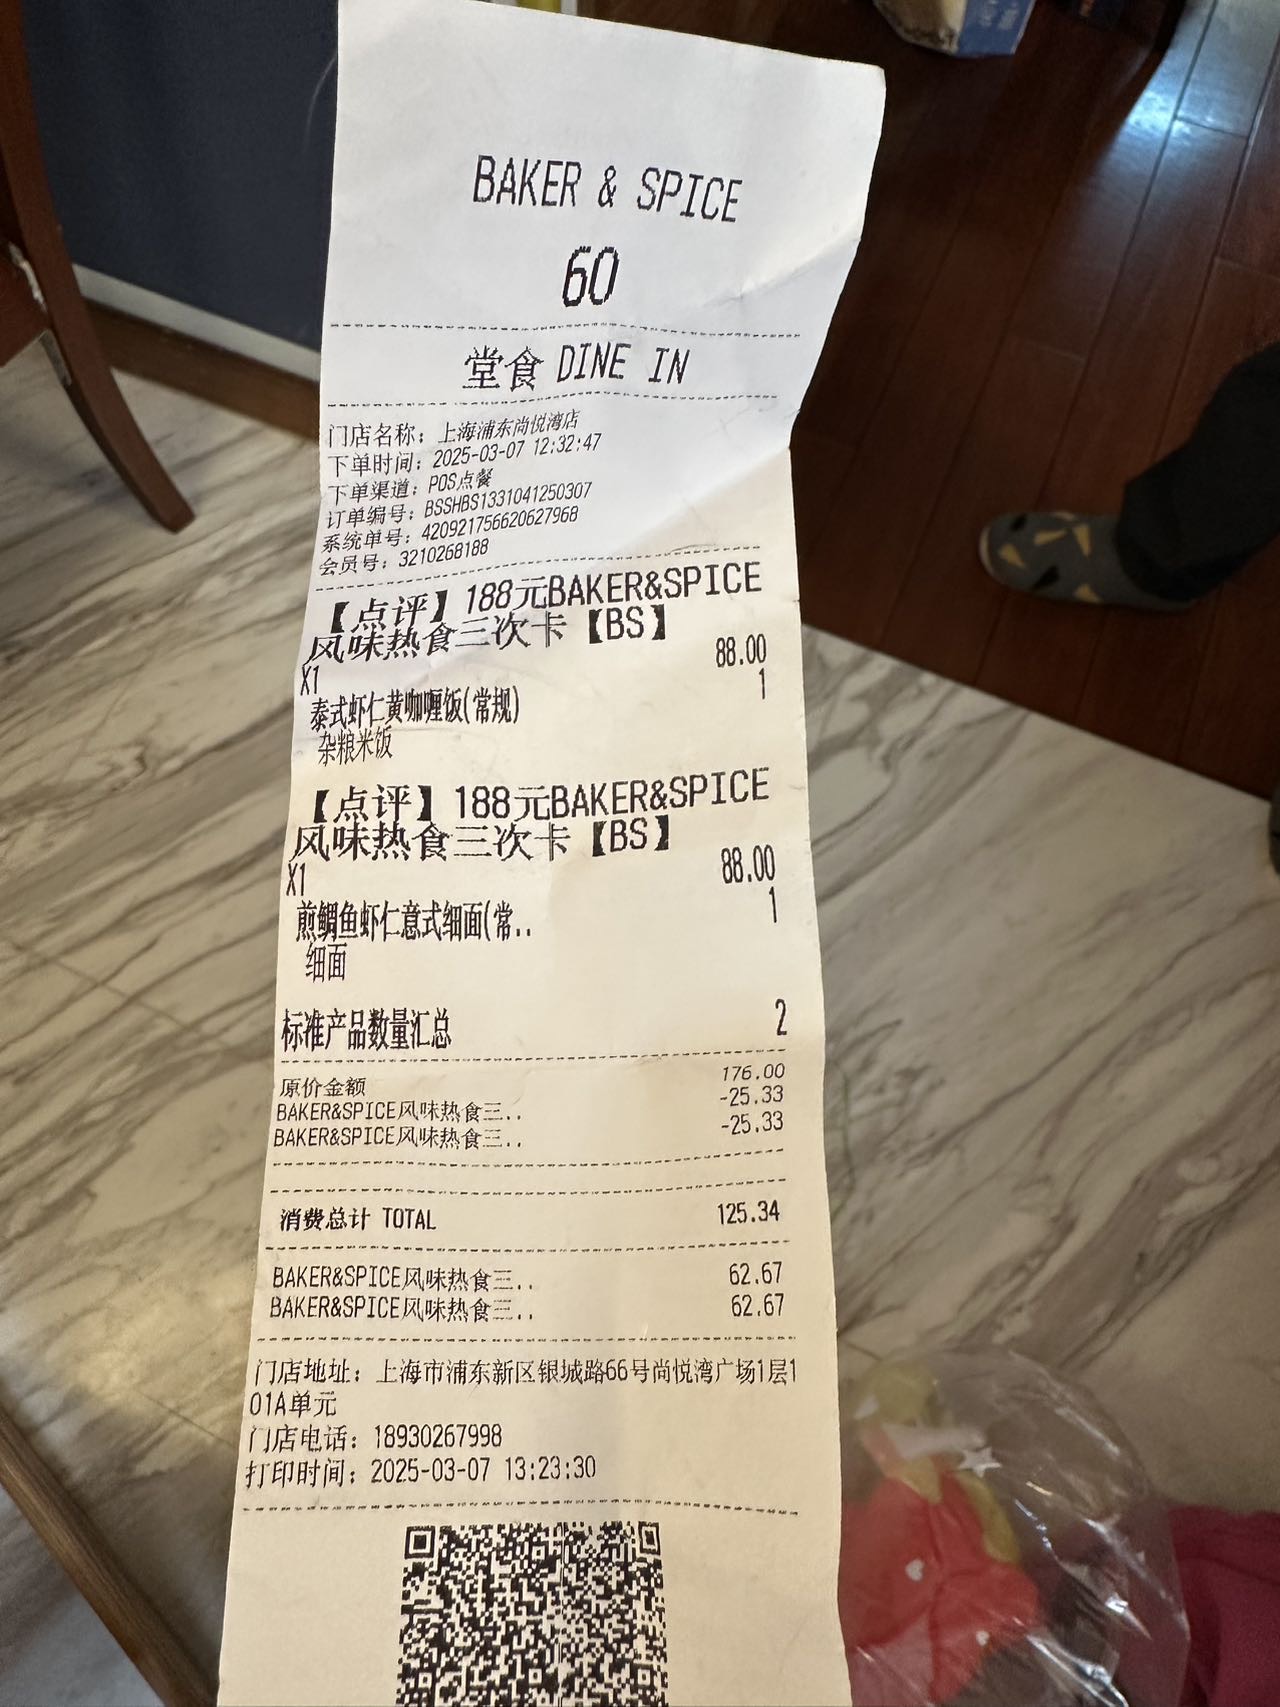 BAKER & SPICE
60
堂食 DINE IN
门店名称：上海浦东尚悦湾店
下单时间：2025-03-07 12:32:47
下单渠道：POS点餐
订单编号：BSSHBS1331041250307
系统单号：420921756620627968
会员号：3210268188
【点评】188元BAKER&SPICE
风味热食三次卡【BS】
X1 88.00
泰式虾仁黄咖喱饭(常规) 1
杂粮米饭
【点评】188元BAKER&SPICE
风味热食三次卡【BS】
X1 88.00
煎鲷鱼虾仁意式细面(常.. 1
细面
标准产品数量汇总 2
原价金额 176.00
BAKER&SPICE风味热食三.. -25.33
BAKER&SPICE风味热食三.. -25.33
消费总计 TOTAL 125.34
BAKER&SPICE风味热食三.. 62.67
BAKER&SPICE风味热食三.. 62.67
门店地址：上海市浦东新区银城路66号尚悦湾广场1层1
01A单元
门店电话：18930267998
打印时间：2025-03-07 13:23:30